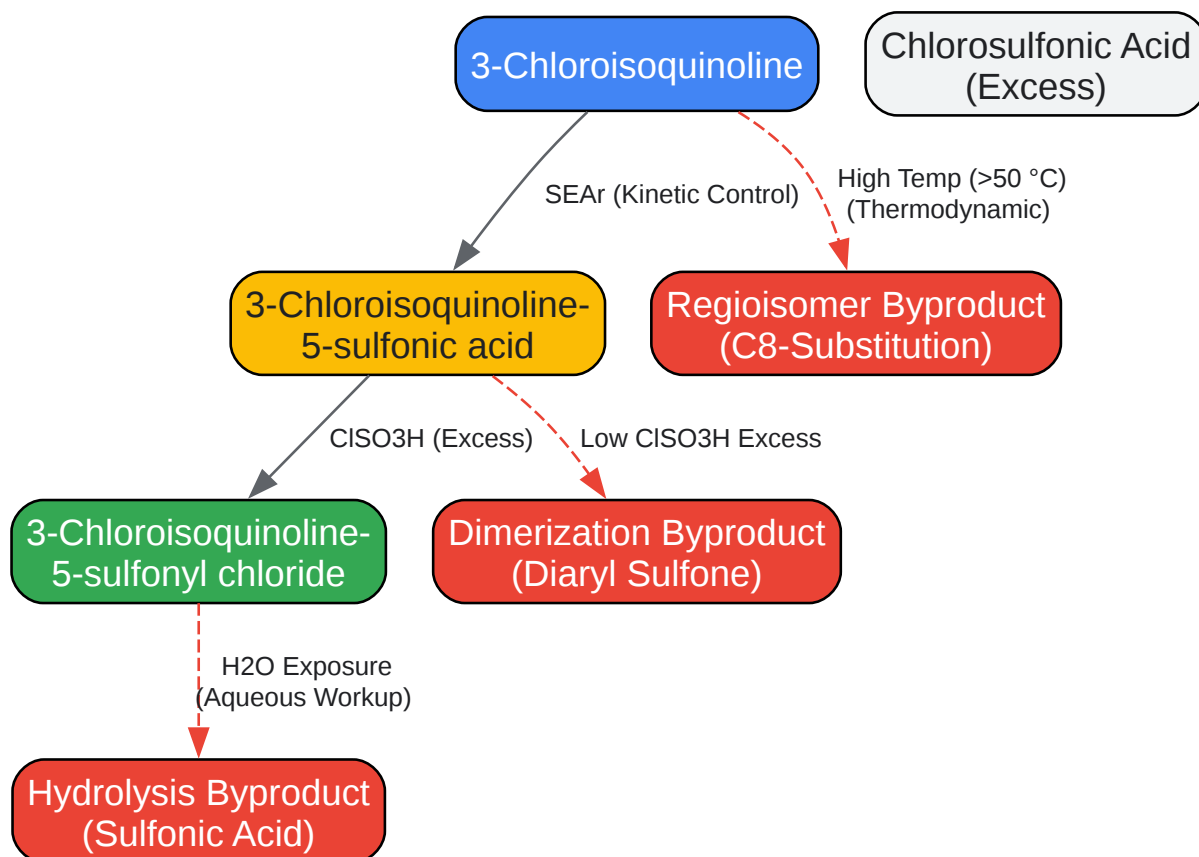 3-Chloroisoquinoline
Chlorosulfonic Acid
(Excess)
SEAr (Kinetic Control)
High Temp (>50 °C)
(Thermodynamic)
3-Chloroisoquinoline-
5-sulfonic acid
Regioisomer Byproduct
(C8-Substitution)
ClSO3H (Excess)
Low ClSO3H Excess
3-Chloroisoquinoline-
5-sulfonyl chloride
Dimerization Byproduct
(Diaryl Sulfone)
H2O Exposure
(Aqueous Workup)
Hydrolysis Byproduct
(Sulfonic Acid)